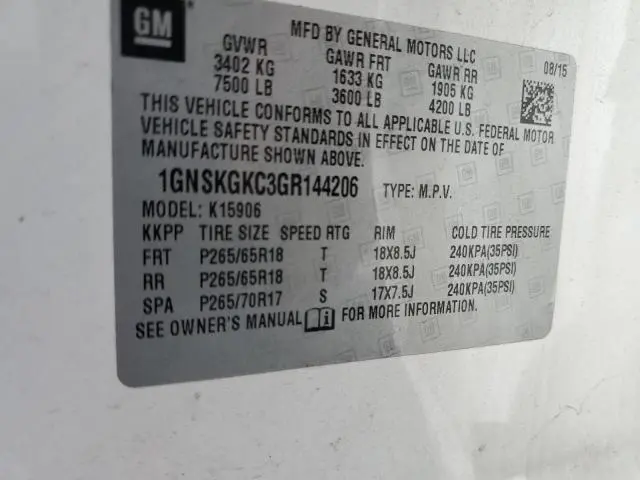 GM
MFD BY GENERAL MOTORS LLC
GVWR GAWR FRT GAWR RR 08/15
3402 KG 1633 KG 1905 KG
7500 LB 3600 LB 4200 LB
THIS VEHICLE CONFORMS TO ALL APPLICABLE U.S. FEDERAL MOTOR
VEHICLE SAFETY STANDARDS IN EFFECT ON THE DATE OF
MANUFACTURE SHOWN ABOVE.
1GNSKGKC3GR144206 TYPE: M.P.V.
MODEL: K15906
KKPP TIRE SIZE SPEED RTG RIM COLD TIRE PRESSURE
FRT P265/65R18 T 18X8.5J 240KPA(35PSI)
RR P265/65R18 T 18X8.5J 240KPA(35PSI)
SPA P265/70R17 S 17X7.5J 240KPA(35PSI)
SEE OWNER'S MANUAL i FOR MORE INFORMATION.